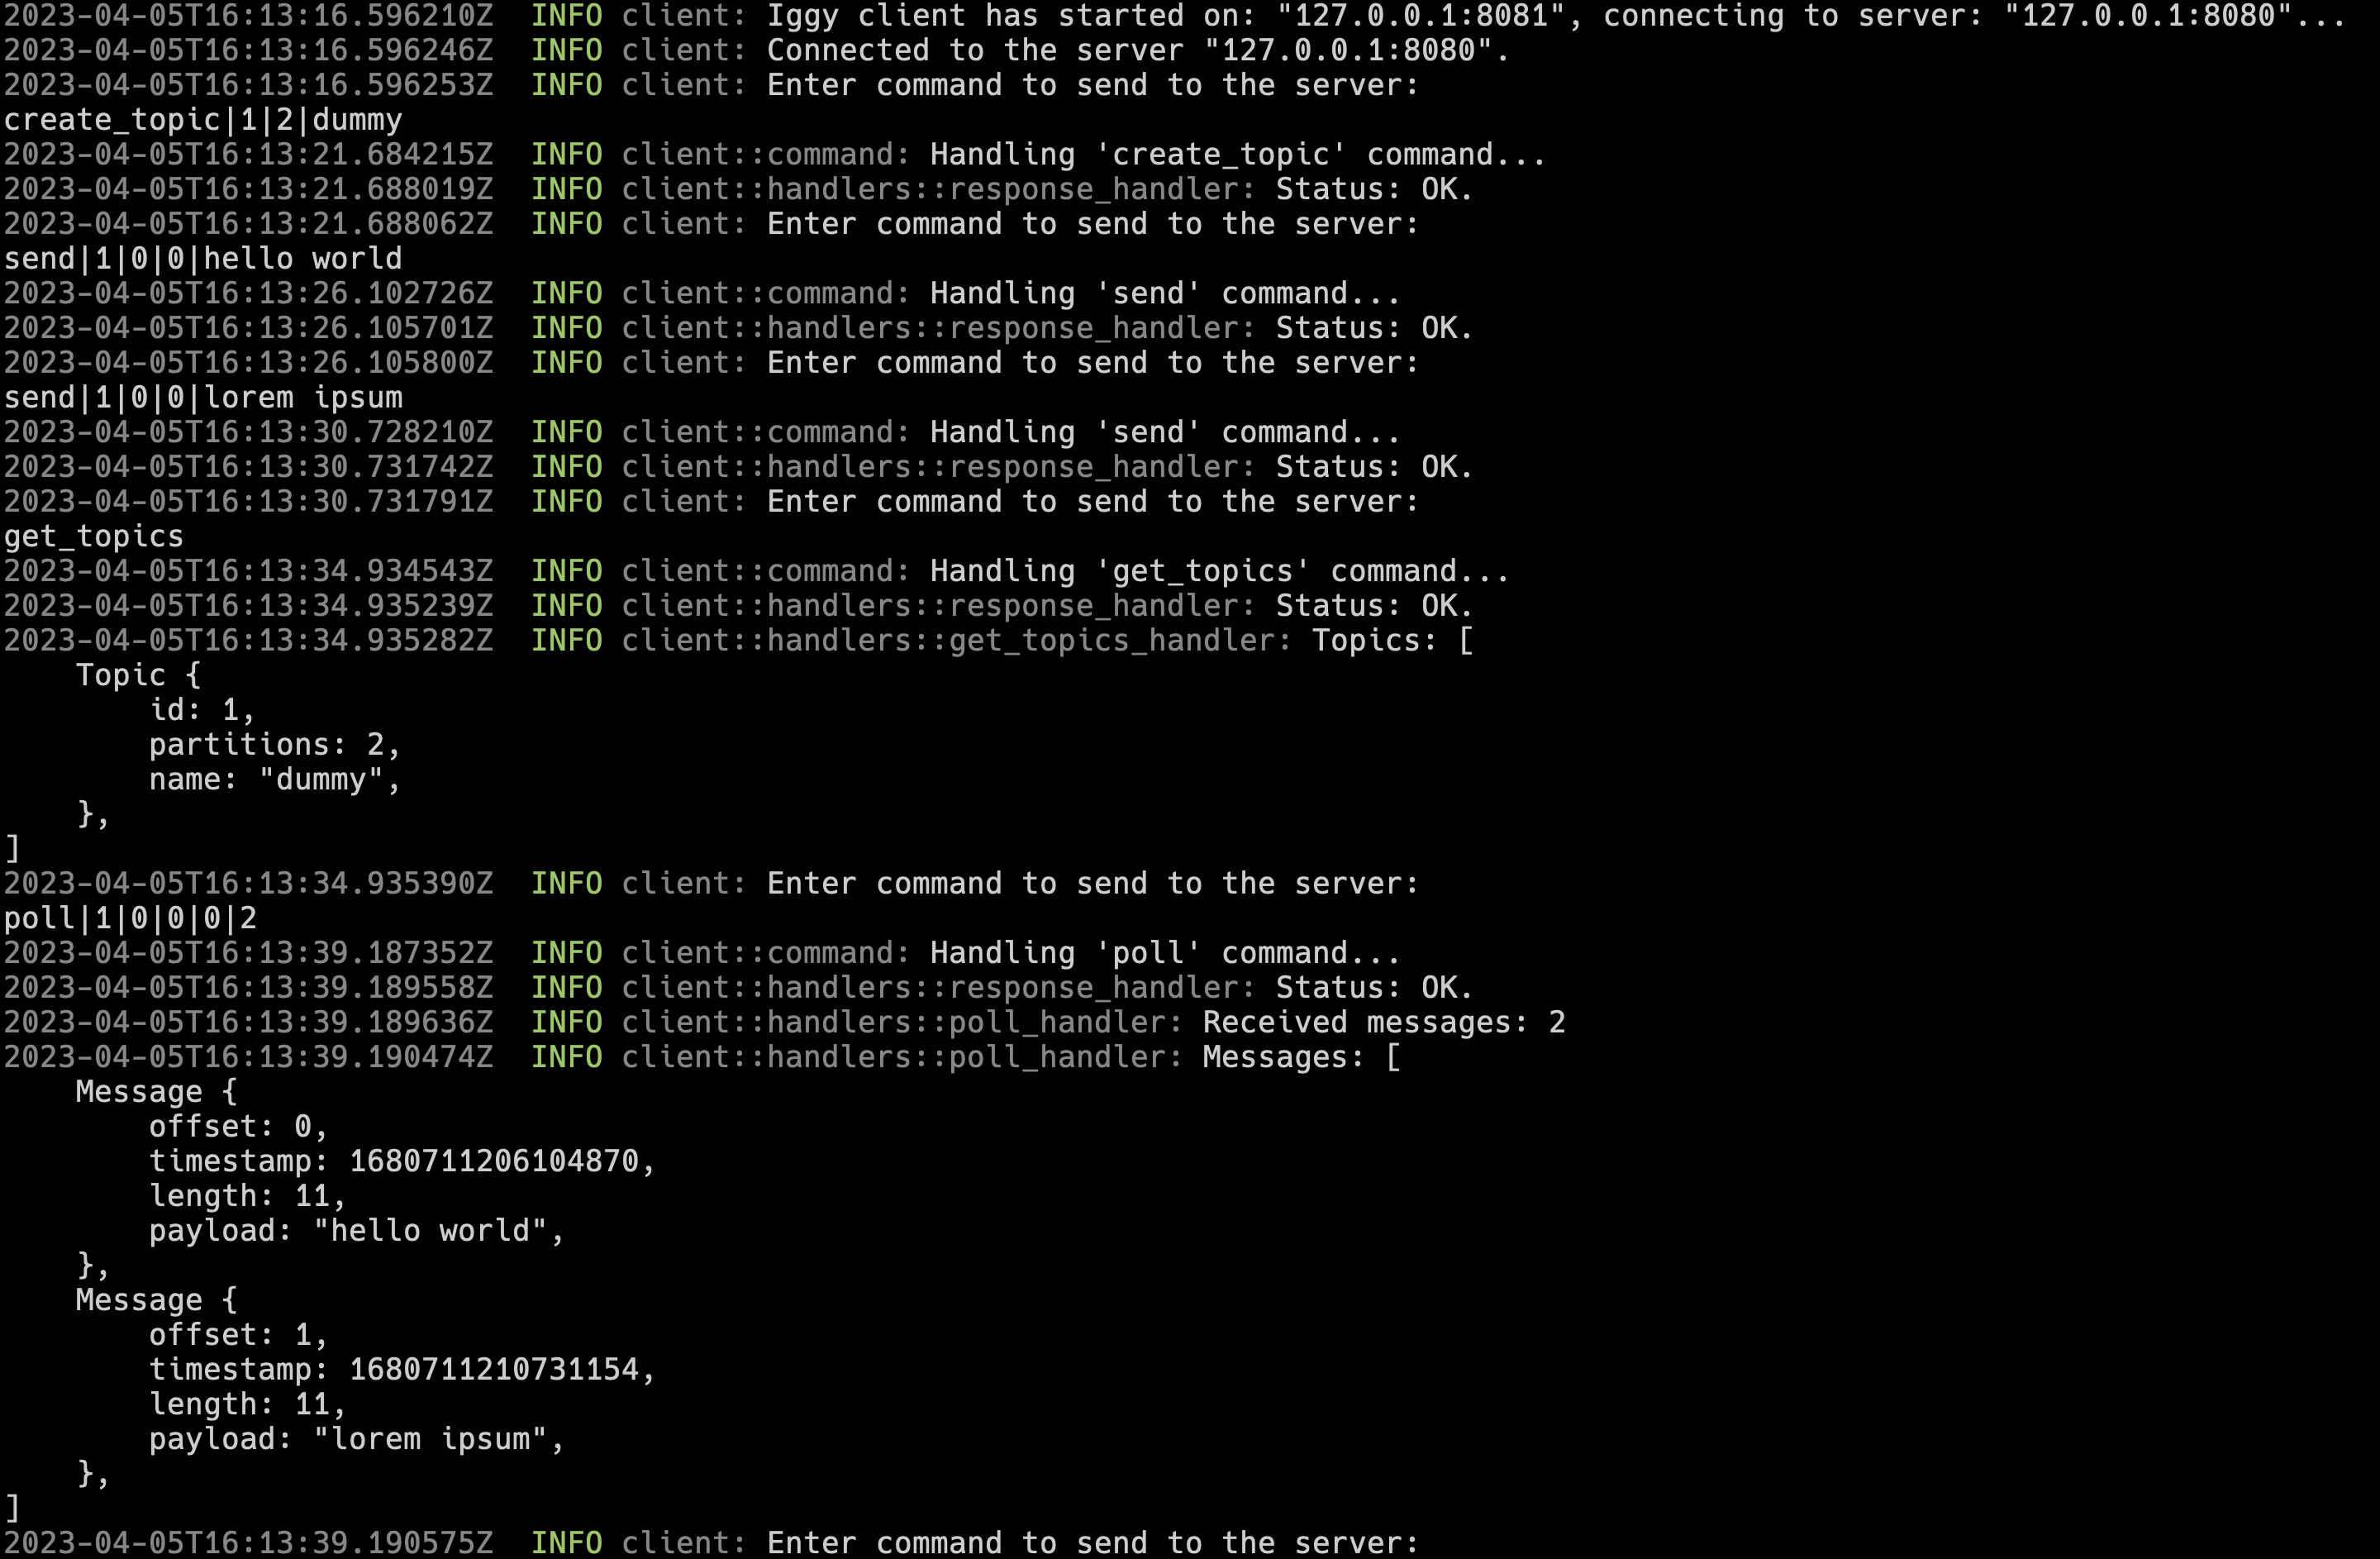 2023-04-05T16:13:16.596210Z  INFO client: Iggy client has started on: "127.0.0.1:8081", connecting to server: "127.0.0.1:8080"...
2023-04-05T16:13:16.596246Z  INFO client: Connected to the server "127.0.0.1:8080".
2023-04-05T16:13:16.596253Z  INFO client: Enter command to send to the server:
create_topic|1|2|dummy
2023-04-05T16:13:21.684215Z  INFO client::command: Handling 'create_topic' command...
2023-04-05T16:13:21.688019Z  INFO client::handlers::response_handler: Status: OK.
2023-04-05T16:13:21.688062Z  INFO client: Enter command to send to the server:
send|1|0|0|hello world
2023-04-05T16:13:26.102726Z  INFO client::command: Handling 'send' command...
2023-04-05T16:13:26.105701Z  INFO client::handlers::response_handler: Status: OK.
2023-04-05T16:13:26.105800Z  INFO client: Enter command to send to the server:
send|1|0|0|lorem ipsum
2023-04-05T16:13:30.728210Z  INFO client::command: Handling 'send' command...
2023-04-05T16:13:30.731742Z  INFO client::handlers::response_handler: Status: OK.
2023-04-05T16:13:30.731791Z  INFO client: Enter command to send to the server:
get_topics
2023-04-05T16:13:34.934543Z  INFO client::command: Handling 'get_topics' command...
2023-04-05T16:13:34.935239Z  INFO client::handlers::response_handler: Status: OK.
2023-04-05T16:13:34.935282Z  INFO client::handlers::get_topics_handler: Topics: [
    Topic {
        id: 1,
        partitions: 2,
        name: "dummy",
    },
]
2023-04-05T16:13:34.935390Z  INFO client: Enter command to send to the server:
poll|1|0|0|0|2
2023-04-05T16:13:39.187352Z  INFO client::command: Handling 'poll' command...
2023-04-05T16:13:39.189558Z  INFO client::handlers::response_handler: Status: OK.
2023-04-05T16:13:39.189636Z  INFO client::handlers::poll_handler: Received messages: 2
2023-04-05T16:13:39.190474Z  INFO client::handlers::poll_handler: Messages: [
    Message {
        offset: 0,
        timestamp: 1680711206104870,
        length: 11,
        payload: "hello world",
    },
    Message {
        offset: 1,
        timestamp: 1680711210731154,
        length: 11,
        payload: "lorem ipsum",
    },
]
2023-04-05T16:13:39.190575Z  INFO client: Enter command to send to the server: